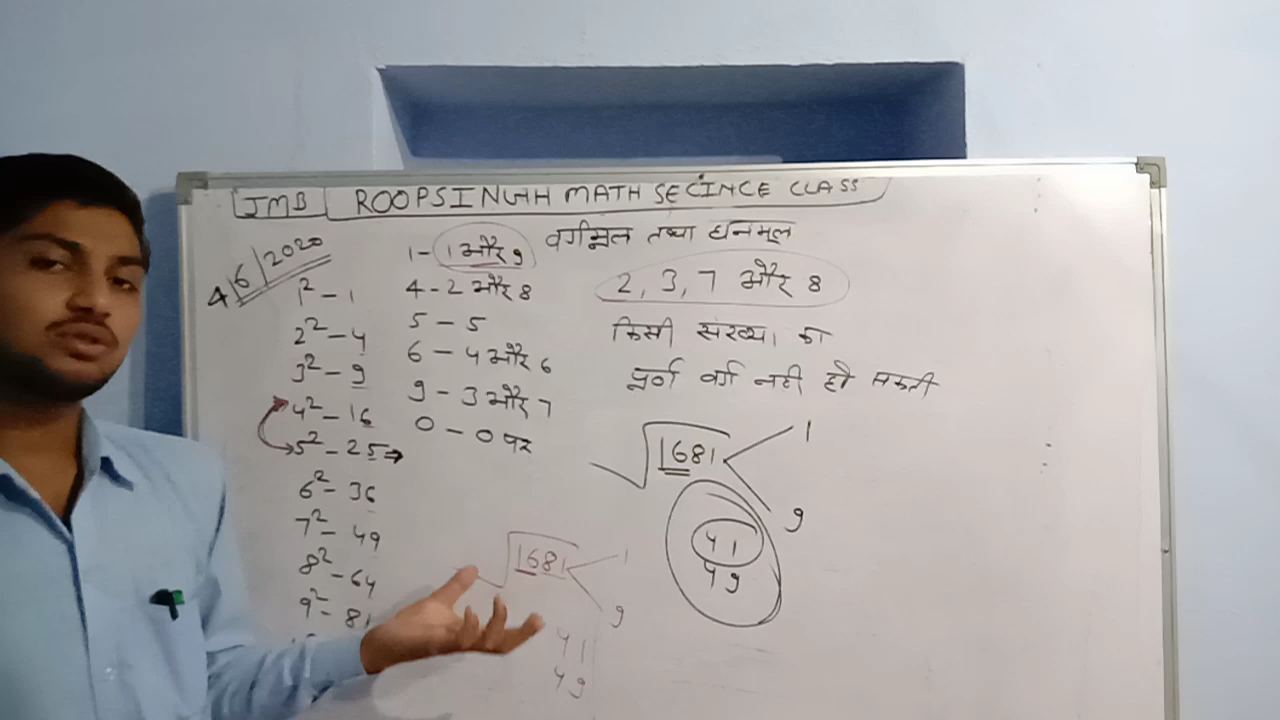 JMB ROOPSINGH MATH SECINCE CLASS
4/6/2020
वर्गमूल तथा घनमूल
1² - 1
2² - 4
3² - 9
4² - 16
5² - 25 →
6² - 36
7² - 49
8² - 64
9² - 81
1 - 1 और 9
4 - 2 और 8
5 - 5
6 - 4 और 6
9 - 3 और 7
0 - 0 पर
2, 3, 7 और 8
किसी संख्या का
पूर्ण वर्ग नही हो सकती
√1681
1
9
41
49
√1681
1
9
41
49